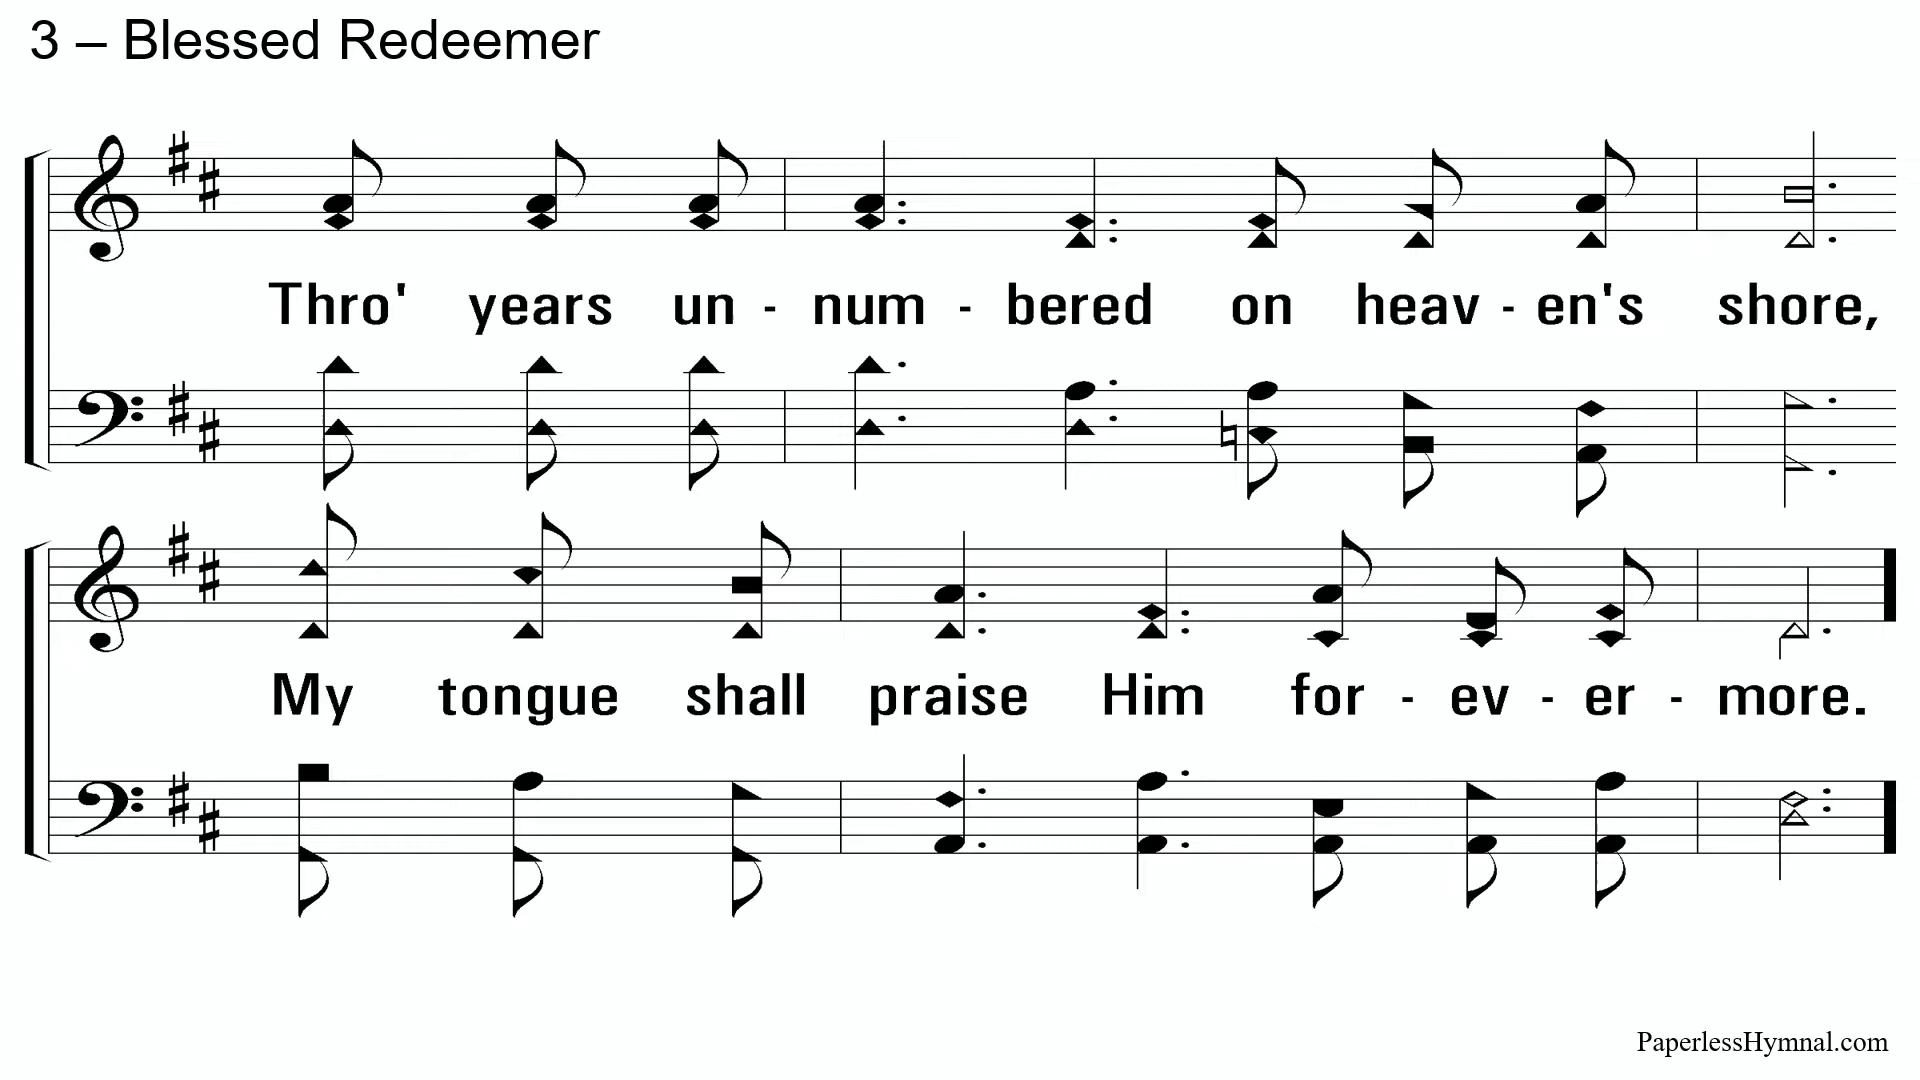 3 – Blessed Redeemer
Thro' years un - num - bered on heav - en's shore,
My tongue shall praise Him for - ev - er - more.
PaperlessHymnal.com